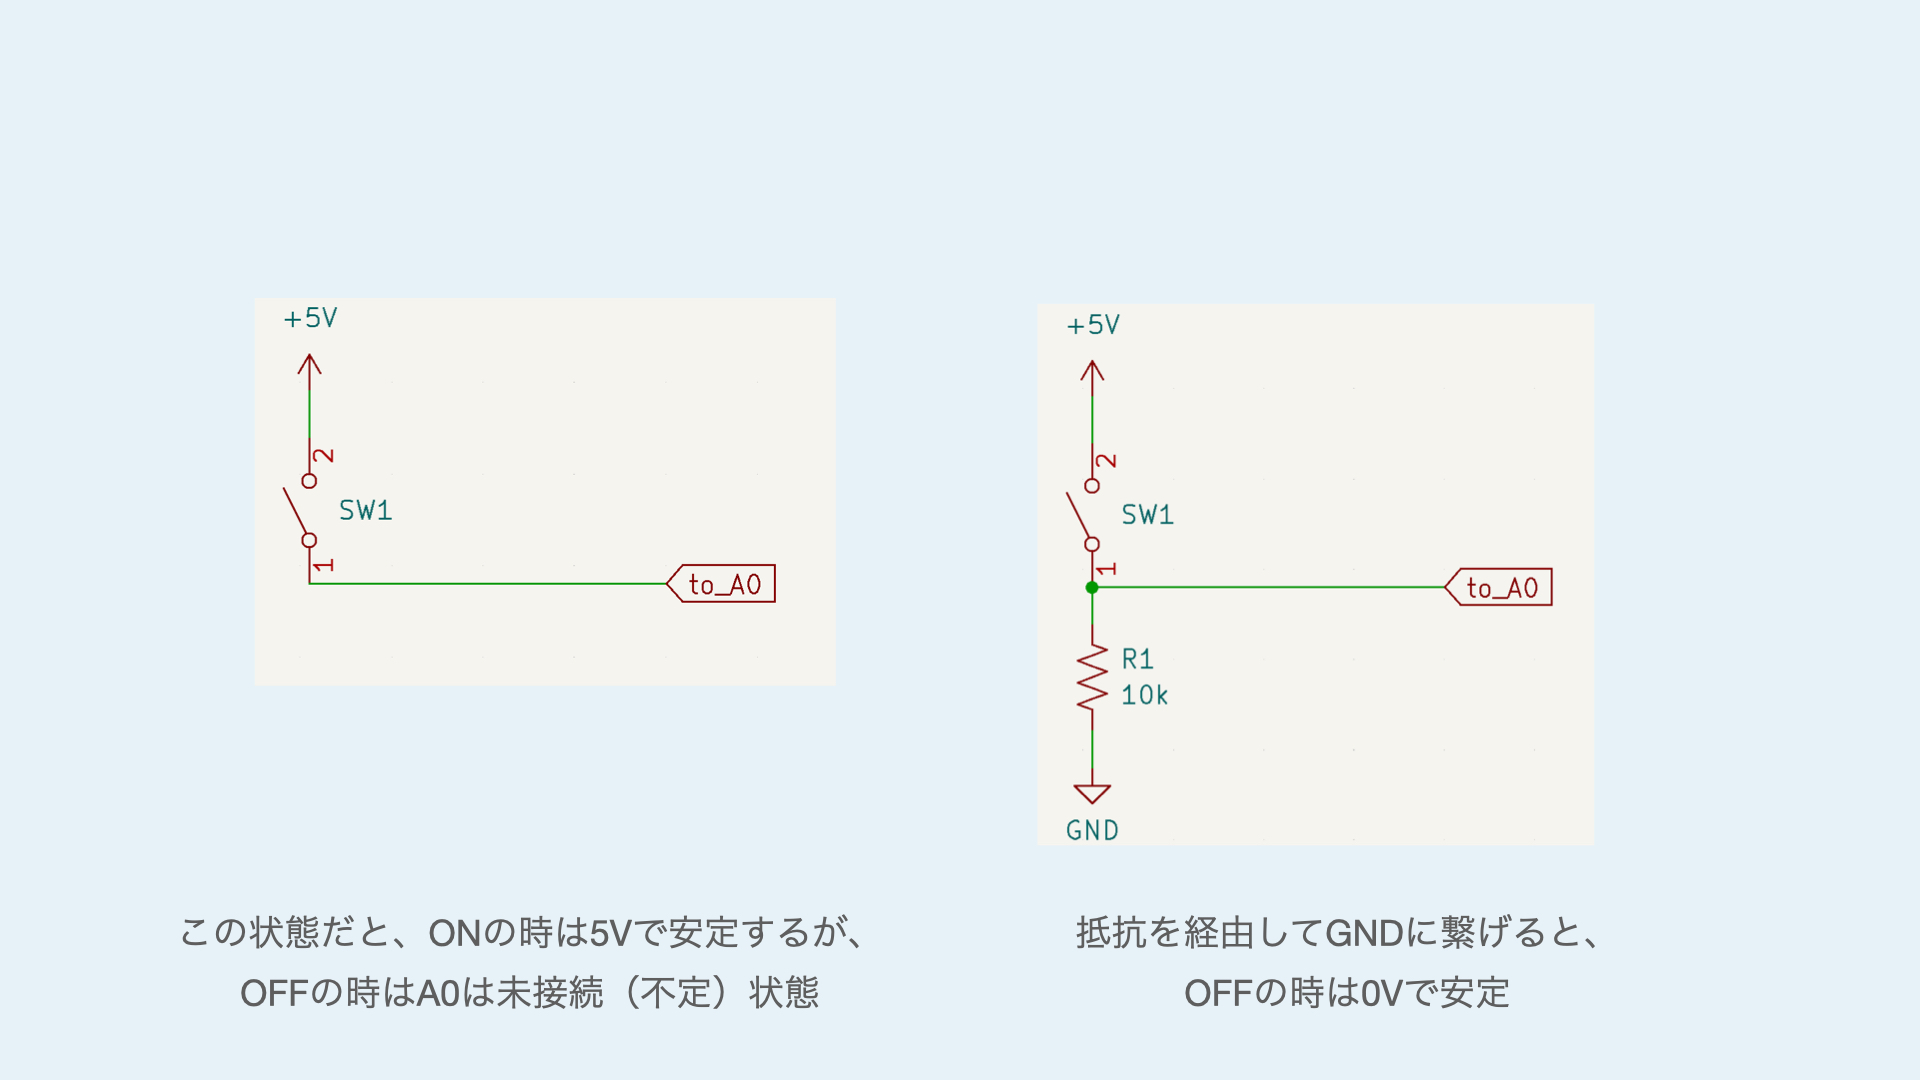 +5V
2
SW1
1
to_A0
この状態だと、ONの時は5Vで安定するが、
OFFの時はA0は未接続（不定）状態
+5V
2
SW1
1
to_A0
R1
10k
GND
抵抗を経由してGNDに繋げると、
OFFの時は0Vで安定